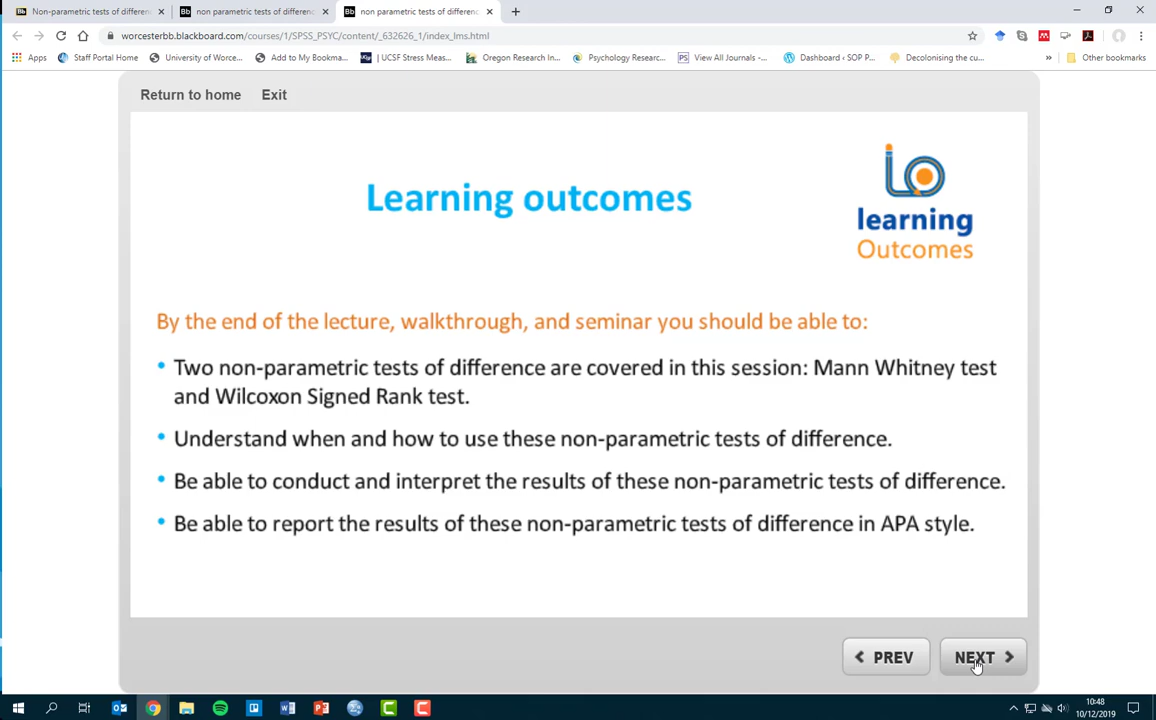 Non-parametric tests of differen
non parametric tests of differenc
non parametric tests of differenc
worcesterbb.blackboard.com/courses/1/SPSS_PSYC/content/_632626_1/index_lms.html
Apps
Staff Portal Home
University of Worce...
Add to My Bookma...
UCSF Stress Meas...
Oregon Research In...
Psychology Researc...
View All Journals -...
Dashboard ‹ SOP P...
Decolonising the cu...
»
Other bookmarks
Return to home
Exit
Learning outcomes
learning
Outcomes
By the end of the lecture, walkthrough, and seminar you should be able to:
• Two non-parametric tests of difference are covered in this session: Mann Whitney test
and Wilcoxon Signed Rank test.
• Understand when and how to use these non-parametric tests of difference.
• Be able to conduct and interpret the results of these non-parametric tests of difference.
• Be able to report the results of these non-parametric tests of difference in APA style.
PREV
NEXT
10:48
10/12/2019